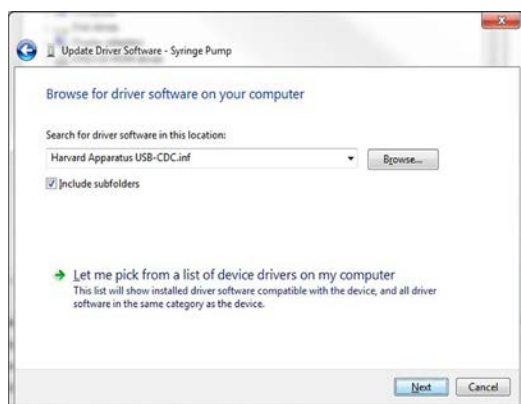 Update Driver Software - Syringe Pump
Browse for driver software on your computer
Search for driver software in this location:
Harvard Apparatus USB-CDC.inf
Browse...
Include subfolders
Let me pick from a list of device drivers on my computer
This list will show installed driver software compatible with the device, and all driver
software in the same category as the device.
Next
Cancel